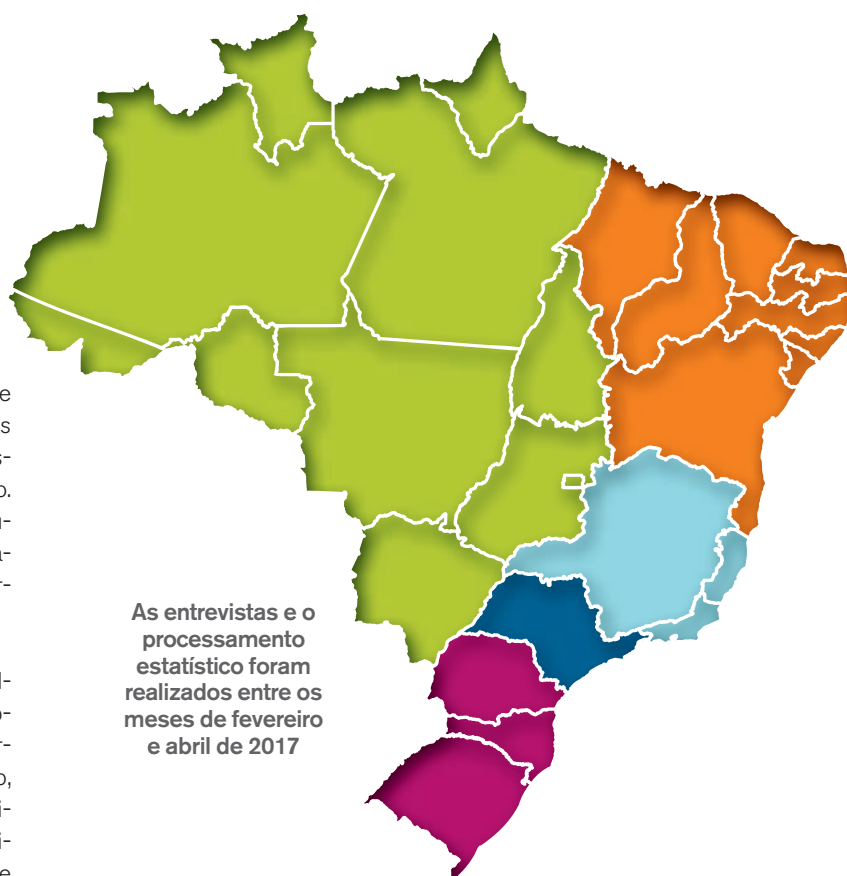 e
s
s-
o.
As entrevistas e o
processamento
estatístico foram
realizados entre os
meses de fevereiro
e abril de 2017
o,
e